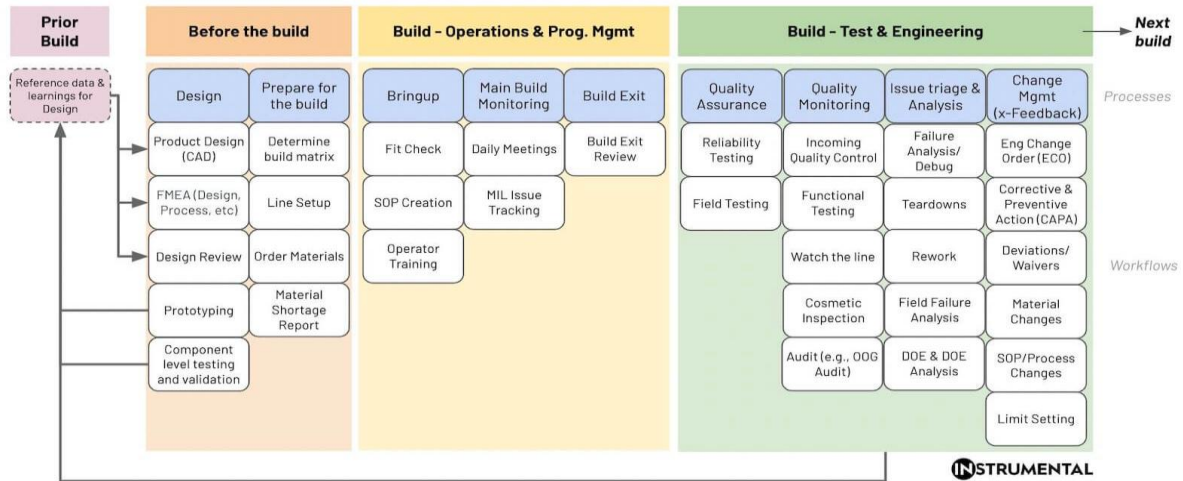 Prior
Build
Before the build
Build - Operations & Prog. Mgmt
Build - Test & Engineering
Next
build
Reference data &
learnings for
Design
Design
Prepare for
the build
Bringup
Main Build
Monitoring
Build Exit
Quality
Assurance
Quality
Monitoring
Issue triage &
Analysis
Change
Mgmt
(x-Feedback)
Processes
Product Design
(CAD)
Determine
build matrix
Fit Check
Daily Meetings
Build Exit
Review
Reliability
Testing
Incoming
Quality Control
Failure
Analysis/
Debug
Eng Change
Order (ECO)
FMEA (Design,
Process, etc)
Line Setup
SOP Creation
MIL Issue
Tracking
Field Testing
Functional
Testing
Teardowns
Corrective &
Preventive
Action (CAPA)
Design Review
Order Materials
Operator
Training
Watch the line
Rework
Deviations/
Waivers
Workflows
Prototyping
Material
Shortage
Report
Cosmetic
Inspection
Field Failure
Analysis
Material
Changes
Component
level testing
and validation
Audit (e.g., OOG
Audit)
DOE & DOE
Analysis
SOP/Process
Changes
Limit Setting
INSTRUMENTAL